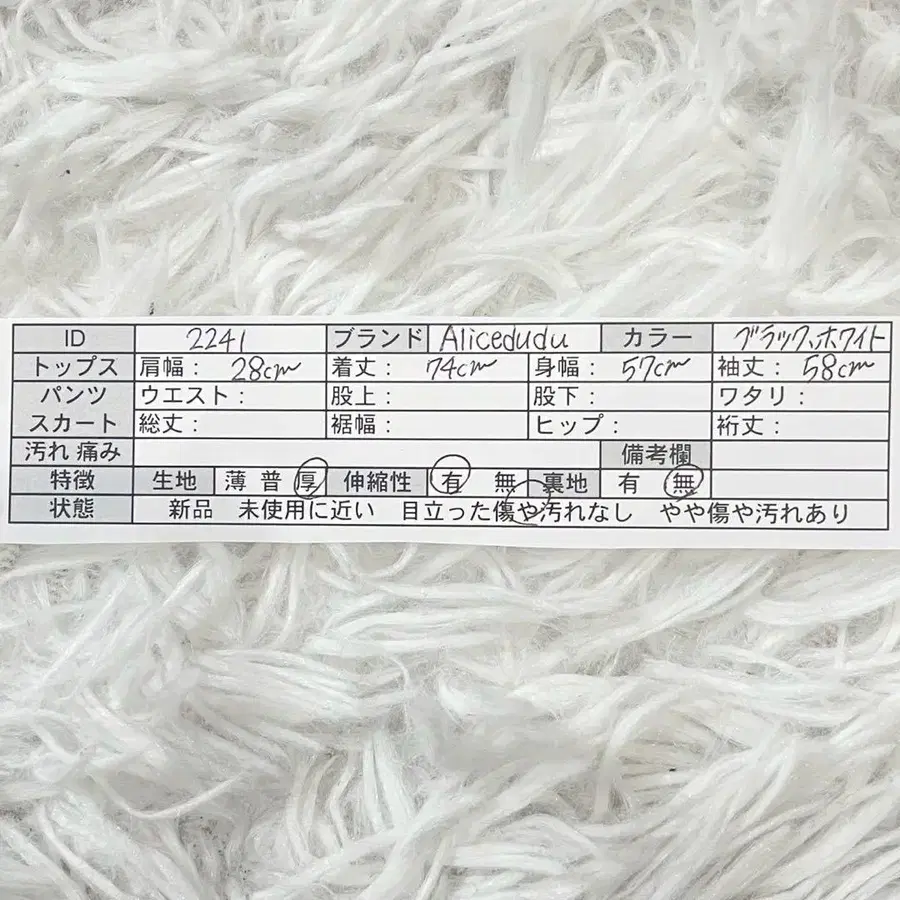 ID 2241 ブランド Alicedudu カラー ブラック、ホワイト
トップス 肩幅： 28cm 着丈： 74cm 身幅： 57cm 袖丈： 58cm
パンツ ウエスト： 股上： 股下： ワタリ：
スカート 総丈： 裾幅： ヒップ： 裄丈：
汚れ 痛み 備考欄
特徴 生地 薄 普 厚 伸縮性 有 無 裏地 有 無
状態 新品 未使用に近い 目立った傷や汚れなし やや傷や汚れあり